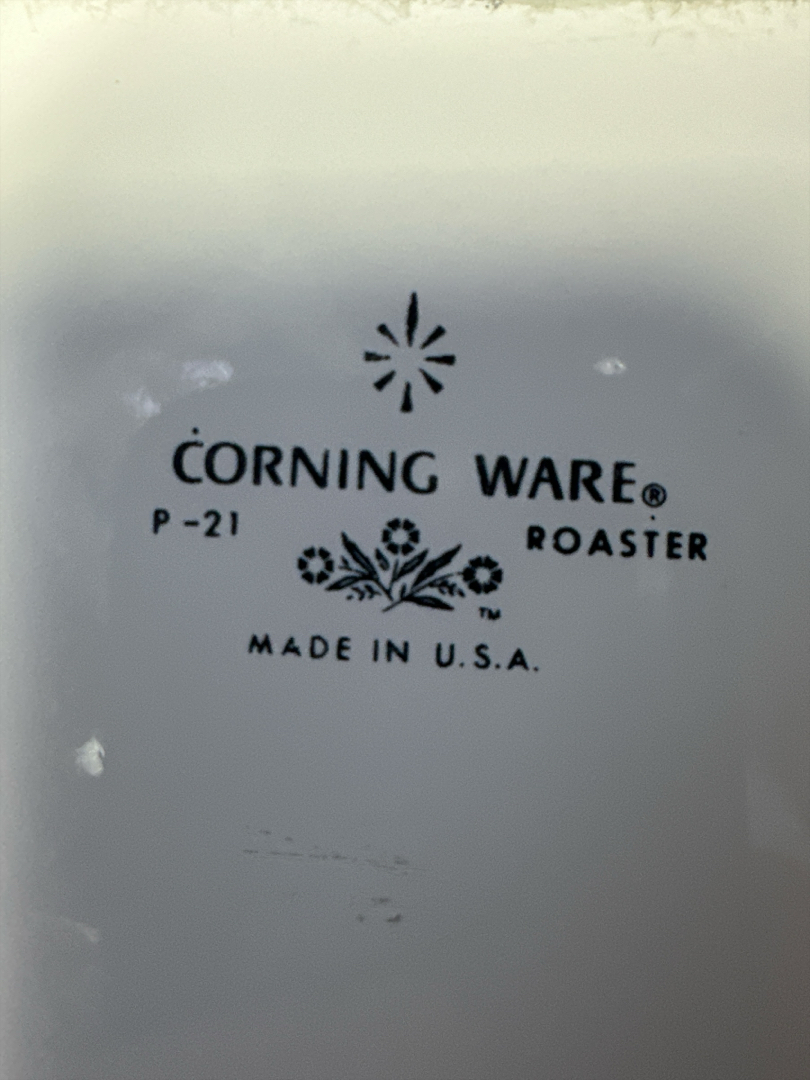 CORNING WARE®
P-21 ROASTER
TM
MADE IN U.S.A.